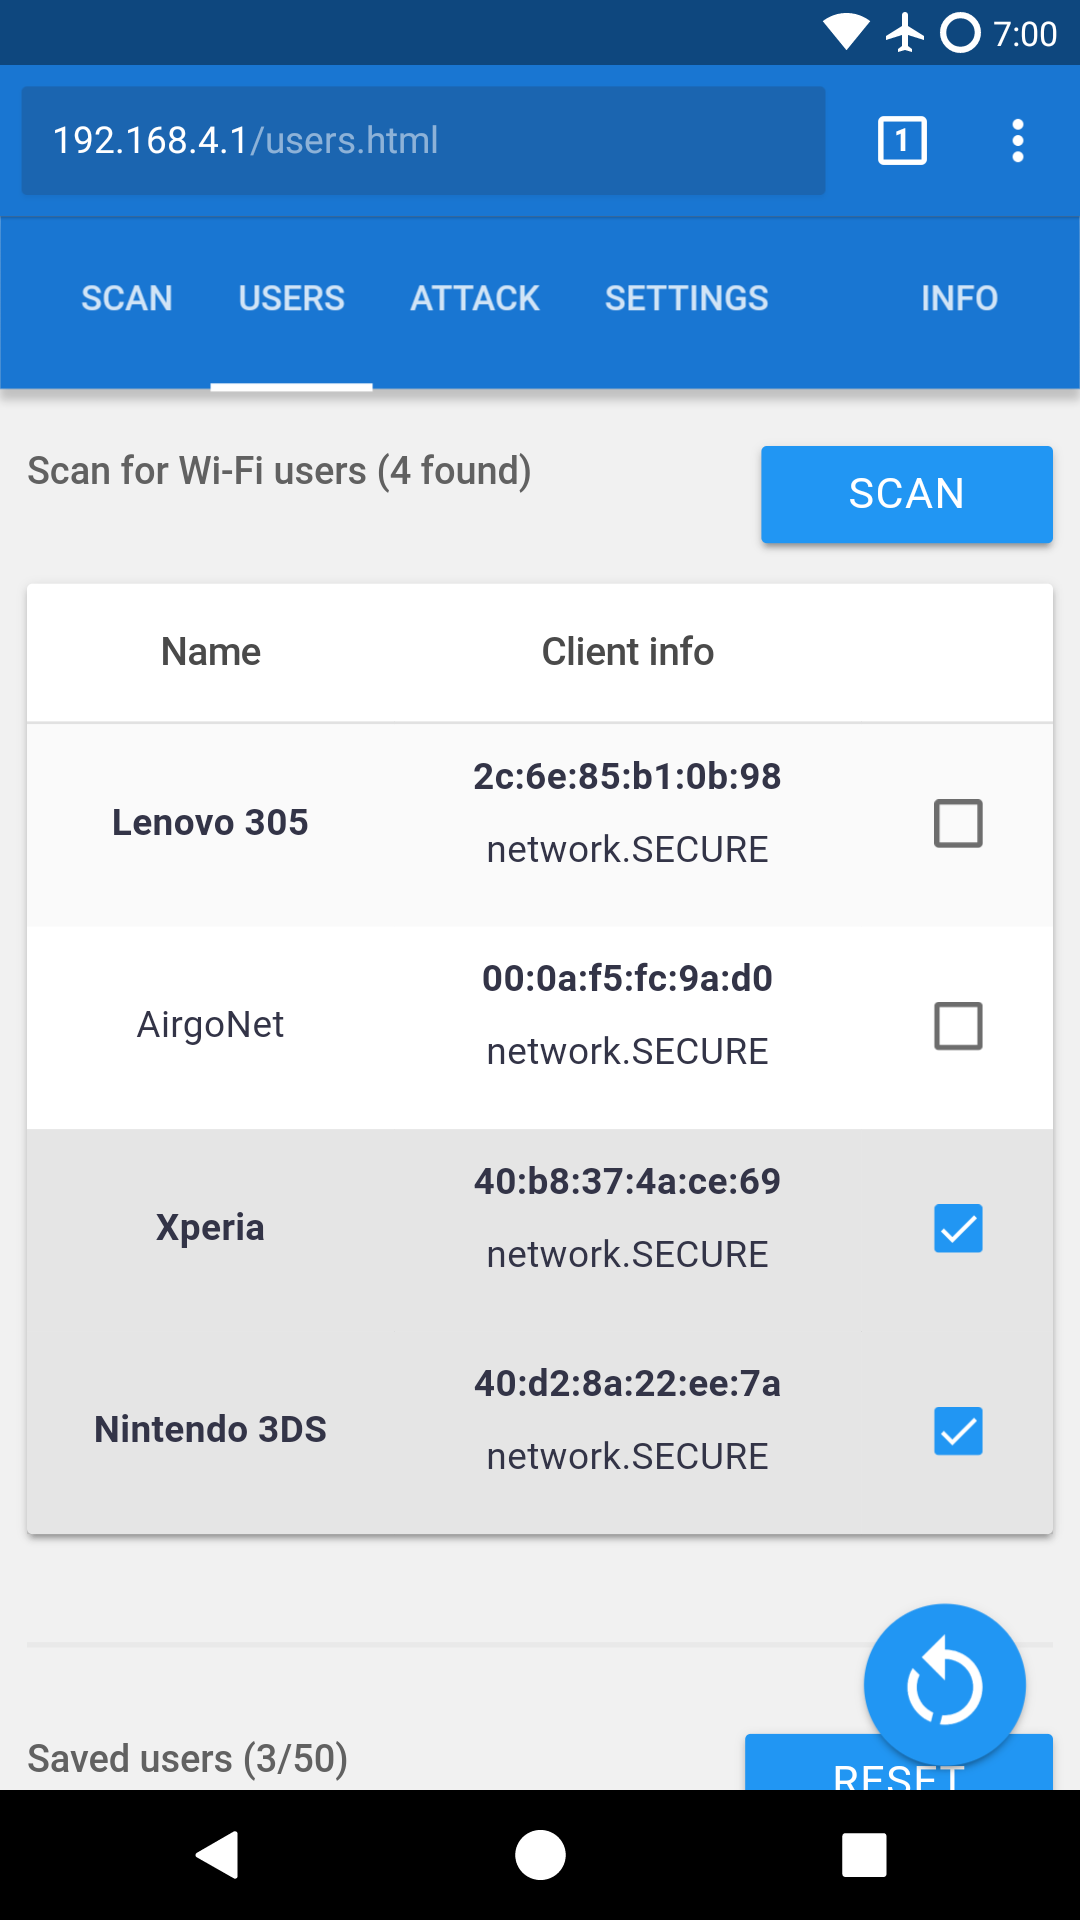 7:00
192.168.4.1/users.html
1
SCAN USERS ATTACK SETTINGS INFO
Scan for Wi-Fi users (4 found)
SCAN
Name Client info
2c:6e:85:b1:0b:98
Lenovo 305
network.SECURE
00:0a:f5:fc:9a:d0
AirgoNet
network.SECURE
40:b8:37:4a:ce:69
Xperia
network.SECURE
40:d2:8a:22:ee:7a
Nintendo 3DS
network.SECURE
Saved users (3/50)
RESET